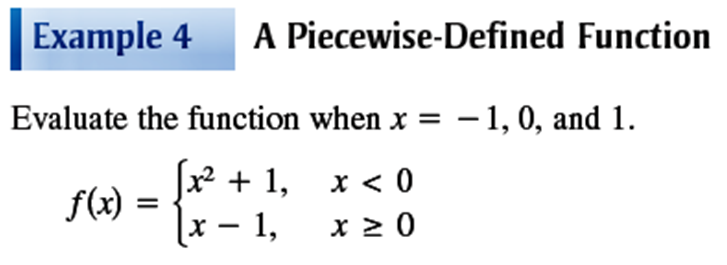 Example 4 A Piecewise-Defined Function
Evaluate the function when x = −1, 0, and 1.
f(x) = { x² + 1, x < 0
x − 1, x ≥ 0